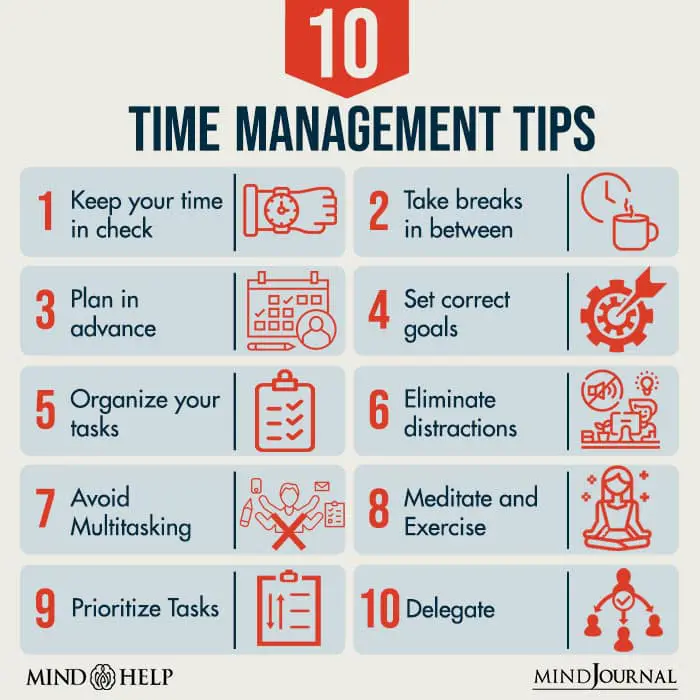 10
TIME MANAGEMENT TIPS
1 Keep your time
in check
2 Take breaks
in between
3 Plan in
advance
4 Set correct
goals
5 Organize your
tasks
6 Eliminate
distractions
7 Avoid
Multitasking
8 Meditate and
Exercise
9 Prioritize Tasks
10 Delegate
MIND HELP
MINDJOURNAL